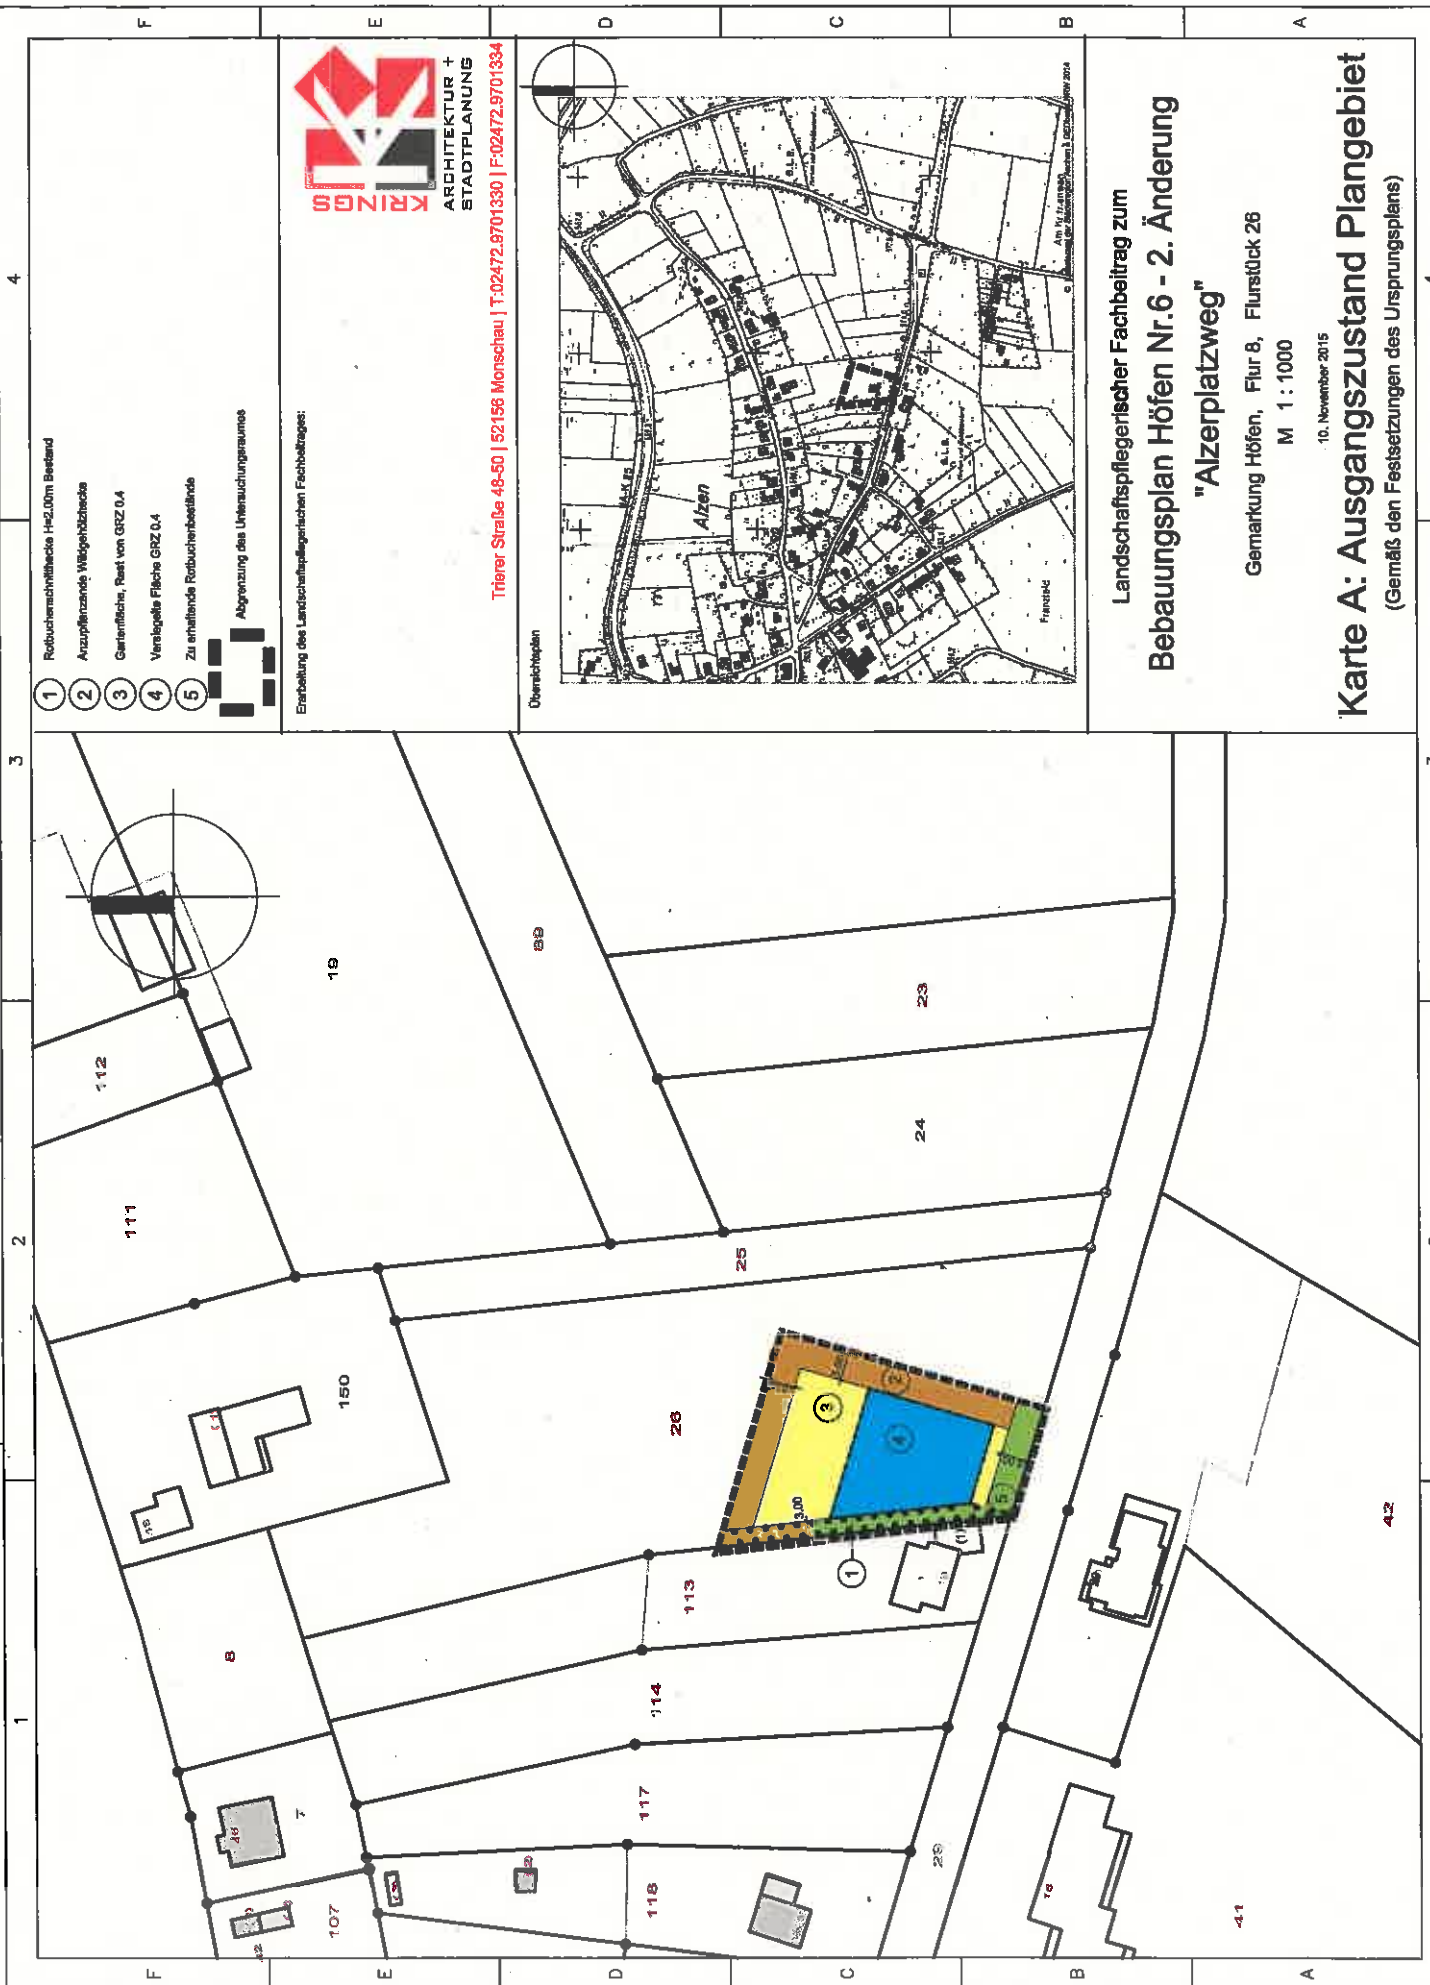 1 Rotbuchenschnitthecke H=2.00m Bestand
2 Anzupflanzende Wildgehölzhecke
3 Gartenfläche, Rest von GRZ 0.4
4 Versiegelte Fläche GRZ 0.4
5 Zu erhaltende Rotbuchenbestände
Abgrenzung des Untersuchungsraumes
Erarbeitung des Landschaftspflegerischen Fachbeitrages:
KRINGS
ARCHITEKTUR +
STADTPLANUNG
Trierer Straße 48-50 | 52156 Monschau | T:02472.9701330 | F:02472.9701334
Übersichtsplan
Alzen
Landschaftspflegerischer Fachbeitrag zum
Bebauungsplan Höfen Nr.6 - 2. Änderung
"Alzerplatzweg"
Gemarkung Höfen, Flur 8, Flurstück 26
M 1 : 1000
10. November 2015
Karte A: Ausgangszustand Plangebiet
(Gemäß den Festsetzungen des Ursprungsplans)
112
111
19
89
23
24
25
150
26
8
113
114
117
118
107
7
29
41
42
3.00
1
2
3
4
5
1
2
3
4
F
E
D
C
B
A
F
E
D
C
B
A